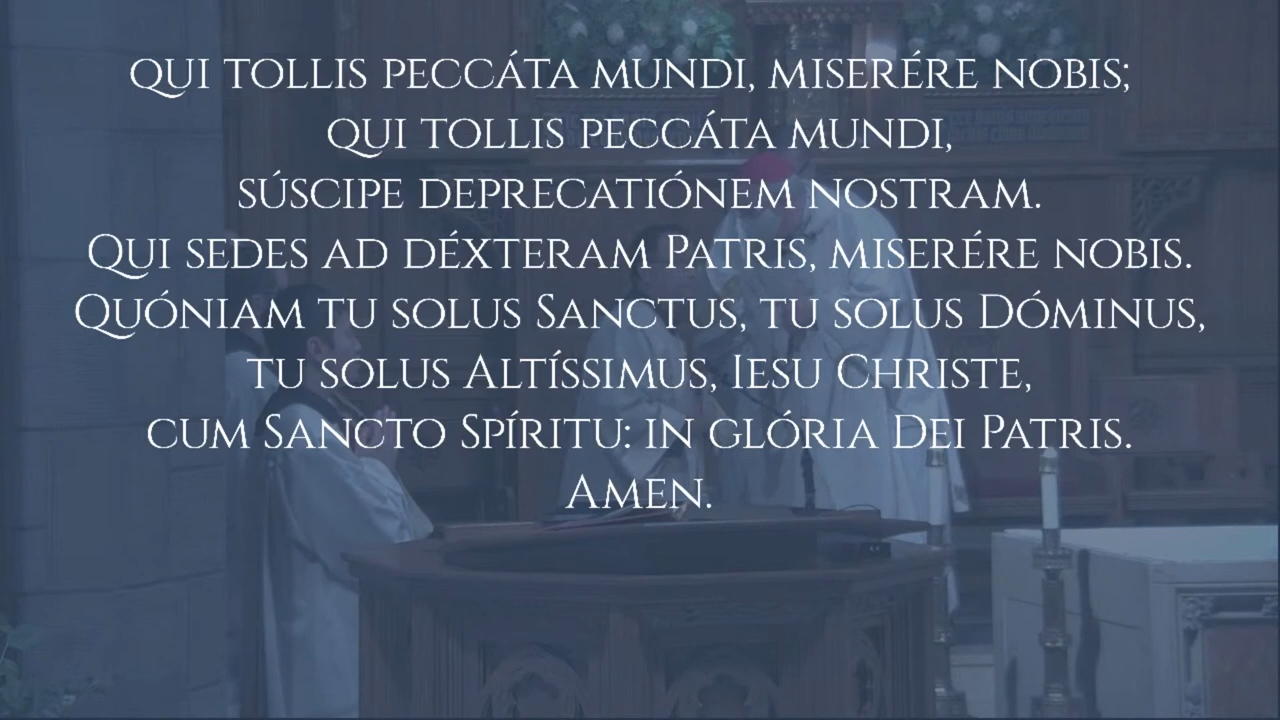 QUI TOLLIS PECCÁTA MUNDI, MISERÉRE NOBIS;
QUI TOLLIS PECCÁTA MUNDI,
SÚSCIPE DEPRECATIÓNEM NOSTRAM.
QUI SEDES AD DÉXTERAM PATRIS, MISERÉRE NOBIS.
QUÓNIAM TU SOLUS SANCTUS, TU SOLUS DÓMINUS,
TU SOLUS ALTÍSSIMUS, IESU CHRISTE,
CUM SANCTO SPÍRITU: IN GLÓRIA DEI PATRIS.
AMEN.